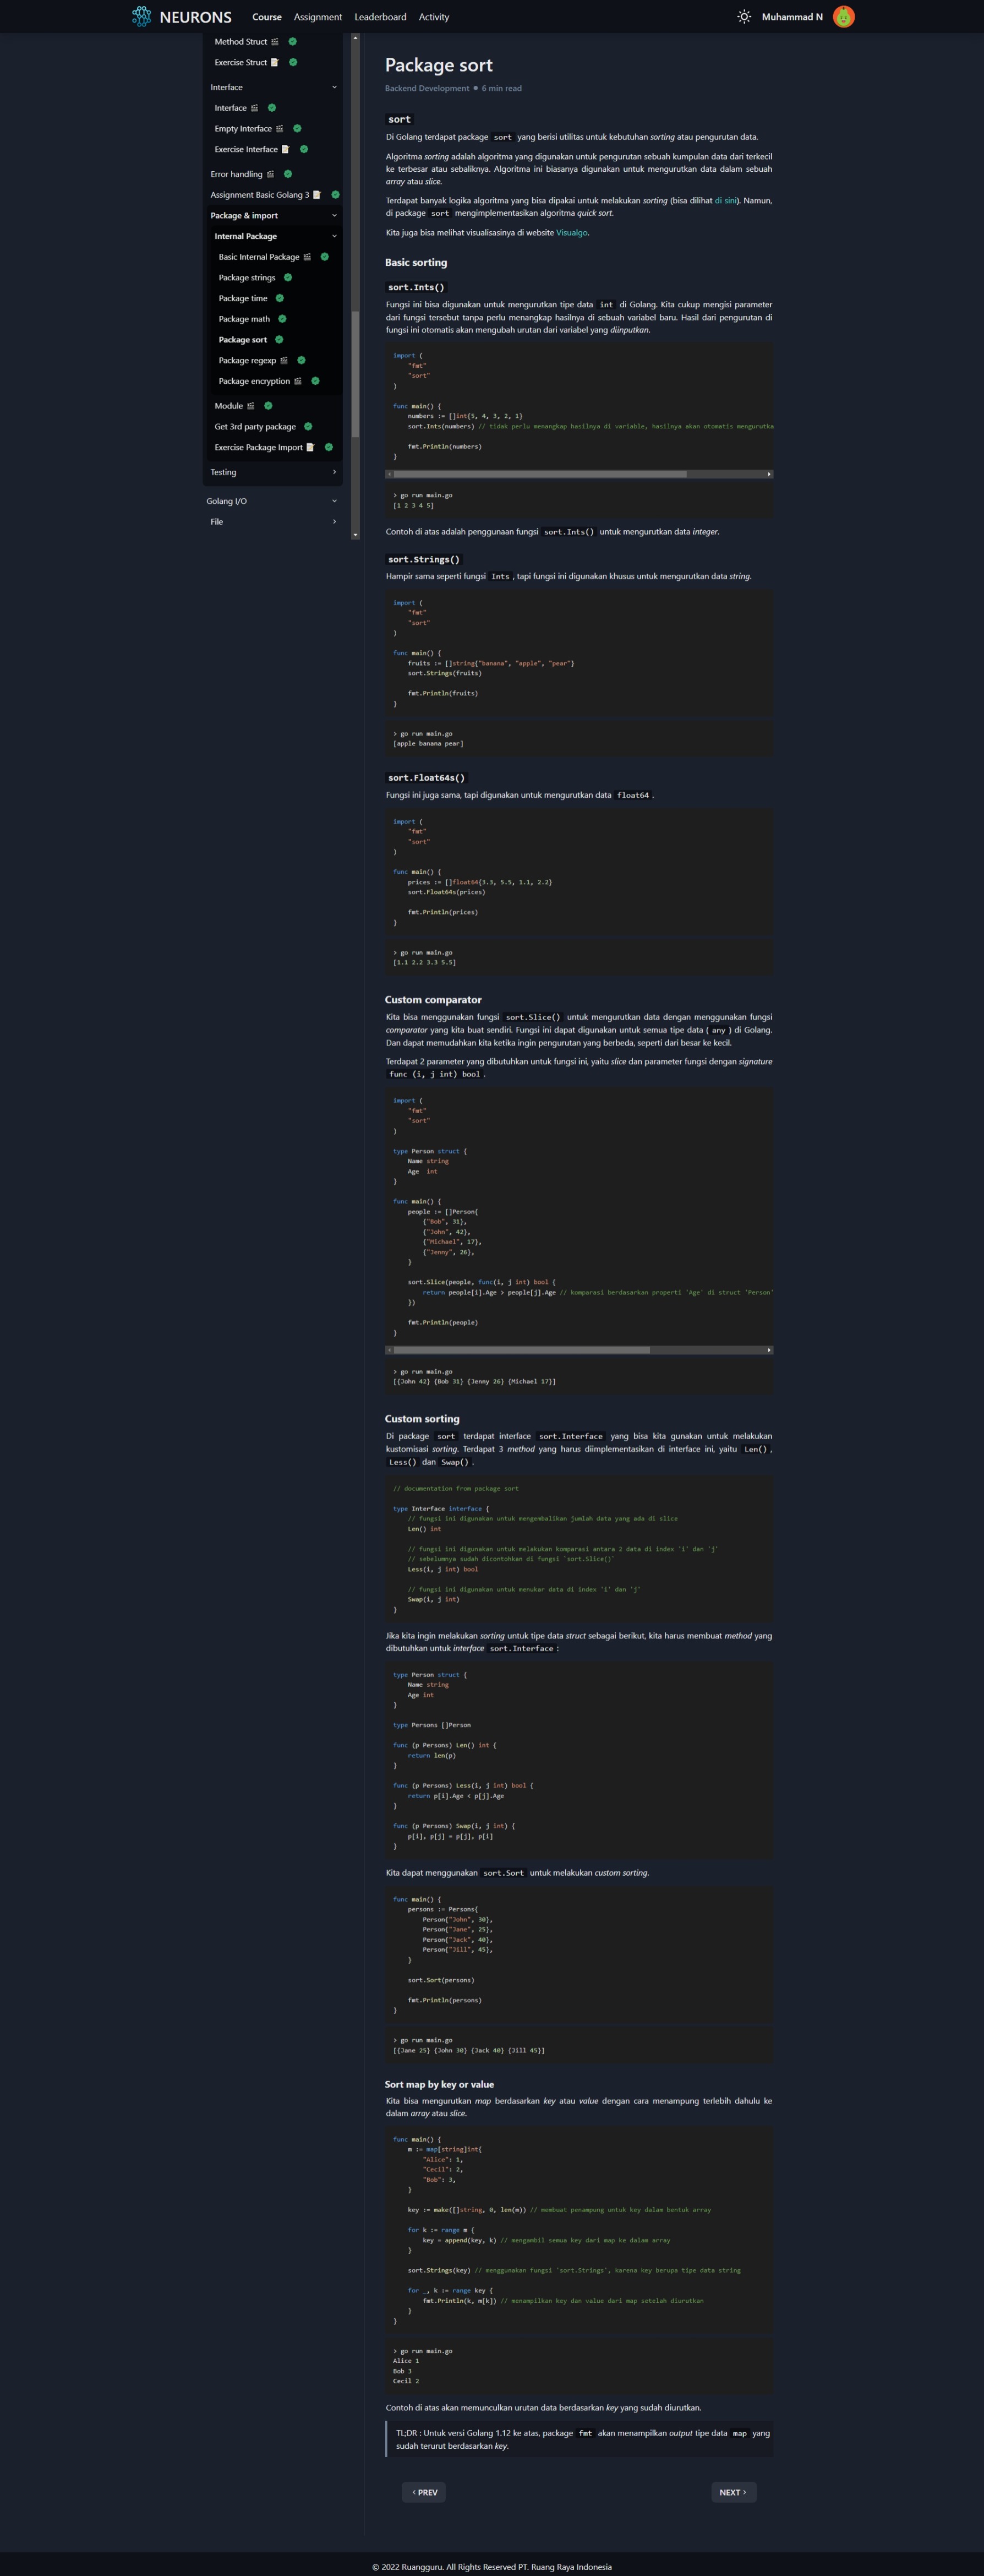 NEURONS Course Assignment Leaderboard Activity Muhammad N
Method Struct
Exercise Struct
Interface
Interface
Empty Interface
Exercise Interface
Error handling
Assignment Basic Golang 3
Package & import
Internal Package
Basic Internal Package
Package strings
Package time
Package math
Package sort
Package regexp
Package encryption
Module
Get 3rd party package
Exercise Package Import
Testing
Golang I/O
File
Package sort
Backend Development 6 min read
sort
Di Golang terdapat package sort yang berisi utilitas untuk kebutuhan sorting atau pengurutan data.
Algoritma sorting adalah algoritma yang digunakan untuk pengurutan sebuah kumpulan data dari terkecil
ke terbesar atau sebaliknya. Algoritma ini biasanya digunakan untuk mengurutkan data dalam sebuah
array atau slice.
Terdapat banyak logika algoritma yang bisa dipakai untuk melakukan sorting (bisa dilihat di sini). Namun,
di package sort mengimplementasikan algoritma quick sort.
Kita juga bisa melihat visualisasinya di website Visualgo.
Basic sorting
sort.Ints()
Fungsi ini bisa digunakan untuk mengurutkan tipe data int di Golang. Kita cukup mengisi parameter
dari fungsi tersebut tanpa perlu menangkap hasilnya di sebuah variabel baru. Hasil dari pengurutan di
fungsi ini otomatis akan mengubah urutan dari variabel yang diinputkan.
import (
"fmt"
"sort"
)
func main() {
numbers := []int{5, 4, 3, 2, 1}
sort.Ints(numbers) // tidak perlu menangkap hasilnya di variable, hasilnya akan otomatis mengurutka
fmt.Println(numbers)
}
> go run main.go
[1 2 3 4 5]
Contoh di atas adalah penggunaan fungsi sort.Ints() untuk mengurutkan data integer.
sort.Strings()
Hampir sama seperti fungsi Ints, tapi fungsi ini digunakan khusus untuk mengurutkan data string.
import (
"fmt"
"sort"
)
func main() {
fruits := []string{"banana", "apple", "pear"}
sort.Strings(fruits)
fmt.Println(fruits)
}
> go run main.go
[apple banana pear]
sort.Float64s()
Fungsi ini juga sama, tapi digunakan untuk mengurutkan data float64.
import (
"fmt"
"sort"
)
func main() {
prices := []float64{3.3, 5.5, 1.1, 2.2}
sort.Float64s(prices)
fmt.Println(prices)
}
> go run main.go
[1.1 2.2 3.3 5.5]
Custom comparator
Kita bisa menggunakan fungsi sort.Slice() untuk mengurutkan data dengan menggunakan fungsi
comparator yang kita buat sendiri. Fungsi ini dapat digunakan untuk semua tipe data ( any ) di Golang.
Dan dapat memudahkan kita ketika ingin pengurutan yang berbeda, seperti dari besar ke kecil.
Terdapat 2 parameter yang dibutuhkan untuk fungsi ini, yaitu slice dan parameter fungsi dengan signature
func (i, j int) bool.
import (
"fmt"
"sort"
)
type Person struct {
Name string
Age int
}
func main() {
people := []Person{
{"Bob", 31},
{"John", 42},
{"Michael", 17},
{"Jenny", 26},
}
sort.Slice(people, func(i, j int) bool {
return people[i].Age > people[j].Age // komparasi berdasarkan properti 'Age' di struct 'Person'
})
fmt.Println(people)
}
> go run main.go
[{John 42} {Bob 31} {Jenny 26} {Michael 17}]
Custom sorting
Di package sort terdapat interface sort.Interface yang bisa kita gunakan untuk melakukan
kustomisasi sorting. Terdapat 3 method yang harus diimplementasikan di interface ini, yaitu Len(),
Less() dan Swap().
// documentation from package sort
type Interface interface {
// fungsi ini digunakan untuk mengembalikan jumlah data yang ada di slice
Len() int
// fungsi ini digunakan untuk melakukan komparasi antara 2 data di index 'i' dan 'j'
// sebelumnya sudah dicontohkan di fungsi `sort.Slice()`
Less(i, j int) bool
// fungsi ini digunakan untuk menukar data di index 'i' dan 'j'
Swap(i, j int)
}
Jika kita ingin melakukan sorting untuk tipe data struct sebagai berikut, kita harus membuat method yang
dibutuhkan untuk interface sort.Interface :
type Person struct {
Name string
Age int
}
type Persons []Person
func (p Persons) Len() int {
return len(p)
}
func (p Persons) Less(i, j int) bool {
return p[i].Age < p[j].Age
}
func (p Persons) Swap(i, j int) {
p[i], p[j] = p[j], p[i]
}
Kita dapat menggunakan sort.Sort untuk melakukan custom sorting.
func main() {
persons := Persons{
Person{"John", 30},
Person{"Jane", 25},
Person{"Jack", 40},
Person{"Jill", 45},
}
sort.Sort(persons)
fmt.Println(persons)
}
> go run main.go
[{Jane 25} {John 30} {Jack 40} {Jill 45}]
Sort map by key or value
Kita bisa mengurutkan map berdasarkan key atau value dengan cara menampung terlebih dahulu ke
dalam array atau slice.
func main() {
m := map[string]int{
"Alice": 1,
"Cecil": 2,
"Bob": 3,
}
key := make([]string, 0, len(m)) // membuat penampung untuk key dalam bentuk array
for k := range m {
key = append(key, k) // mengambil semua key dari map ke dalam array
}
sort.Strings(key) // menggunakan fungsi 'sort.Strings', karena key berupa tipe data string
for _, k := range key {
fmt.Println(k, m[k]) // menampilkan key dan value dari map setelah diurutkan
}
}
> go run main.go
Alice 1
Bob 3
Cecil 2
Contoh di atas akan memunculkan urutan data berdasarkan key yang sudah diurutkan.
TL;DR : Untuk versi Golang 1.12 ke atas, package fmt akan menampilkan output tipe data map yang
sudah terurut berdasarkan key.
‹ PREV NEXT ›
© 2022 Ruangguru. All Rights Reserved PT. Ruang Raya Indonesia